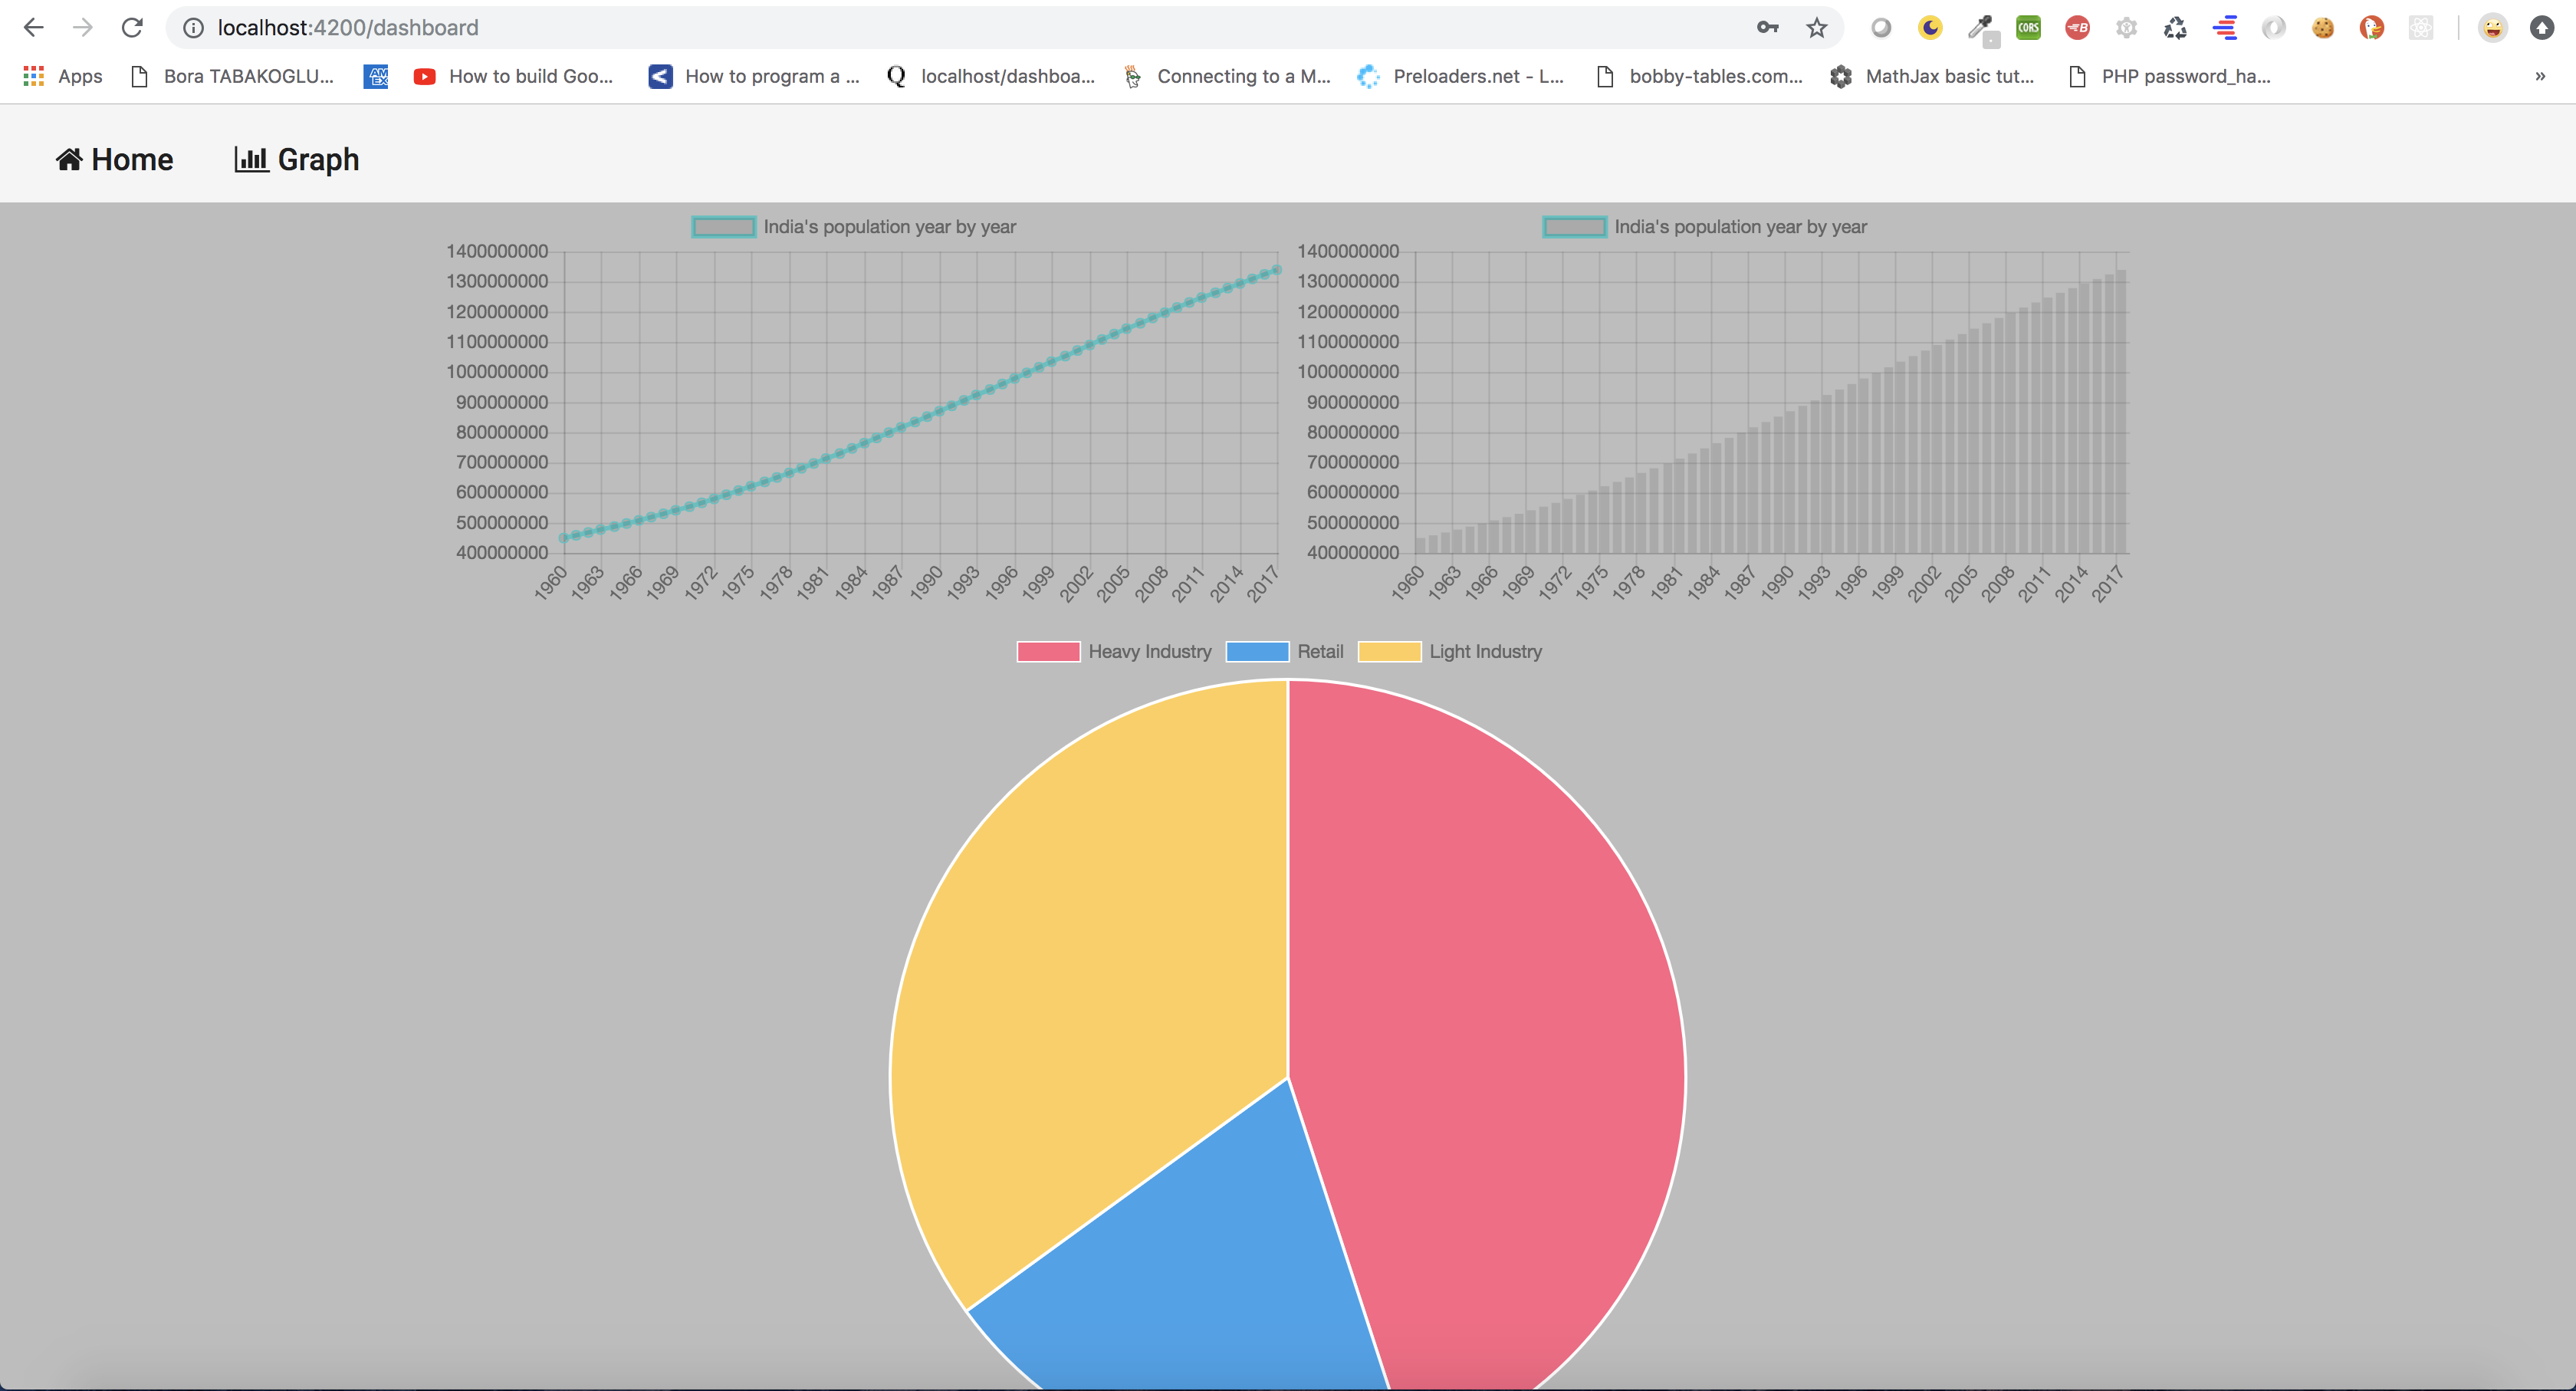 localhost:4200/dashboard
CORS
Apps Bora TABAKOGLU... AM EX How to build Goo... How to program a ... localhost/dashboa... Connecting to a M... Preloaders.net - L... bobby-tables.com... MathJax basic tut... PHP password_ha... »
Home Graph
India's population year by year
1400000000
1300000000
1200000000
1100000000
1000000000
900000000
800000000
700000000
600000000
500000000
400000000
1960 1963 1966 1969 1972 1975 1978 1981 1984 1987 1990 1993 1996 1999 2002 2005 2008 2011 2014 2017
India's population year by year
1400000000
1300000000
1200000000
1100000000
1000000000
900000000
800000000
700000000
600000000
500000000
400000000
1960 1963 1966 1969 1972 1975 1978 1981 1984 1987 1990 1993 1996 1999 2002 2005 2008 2011 2014 2017
Heavy Industry Retail Light Industry